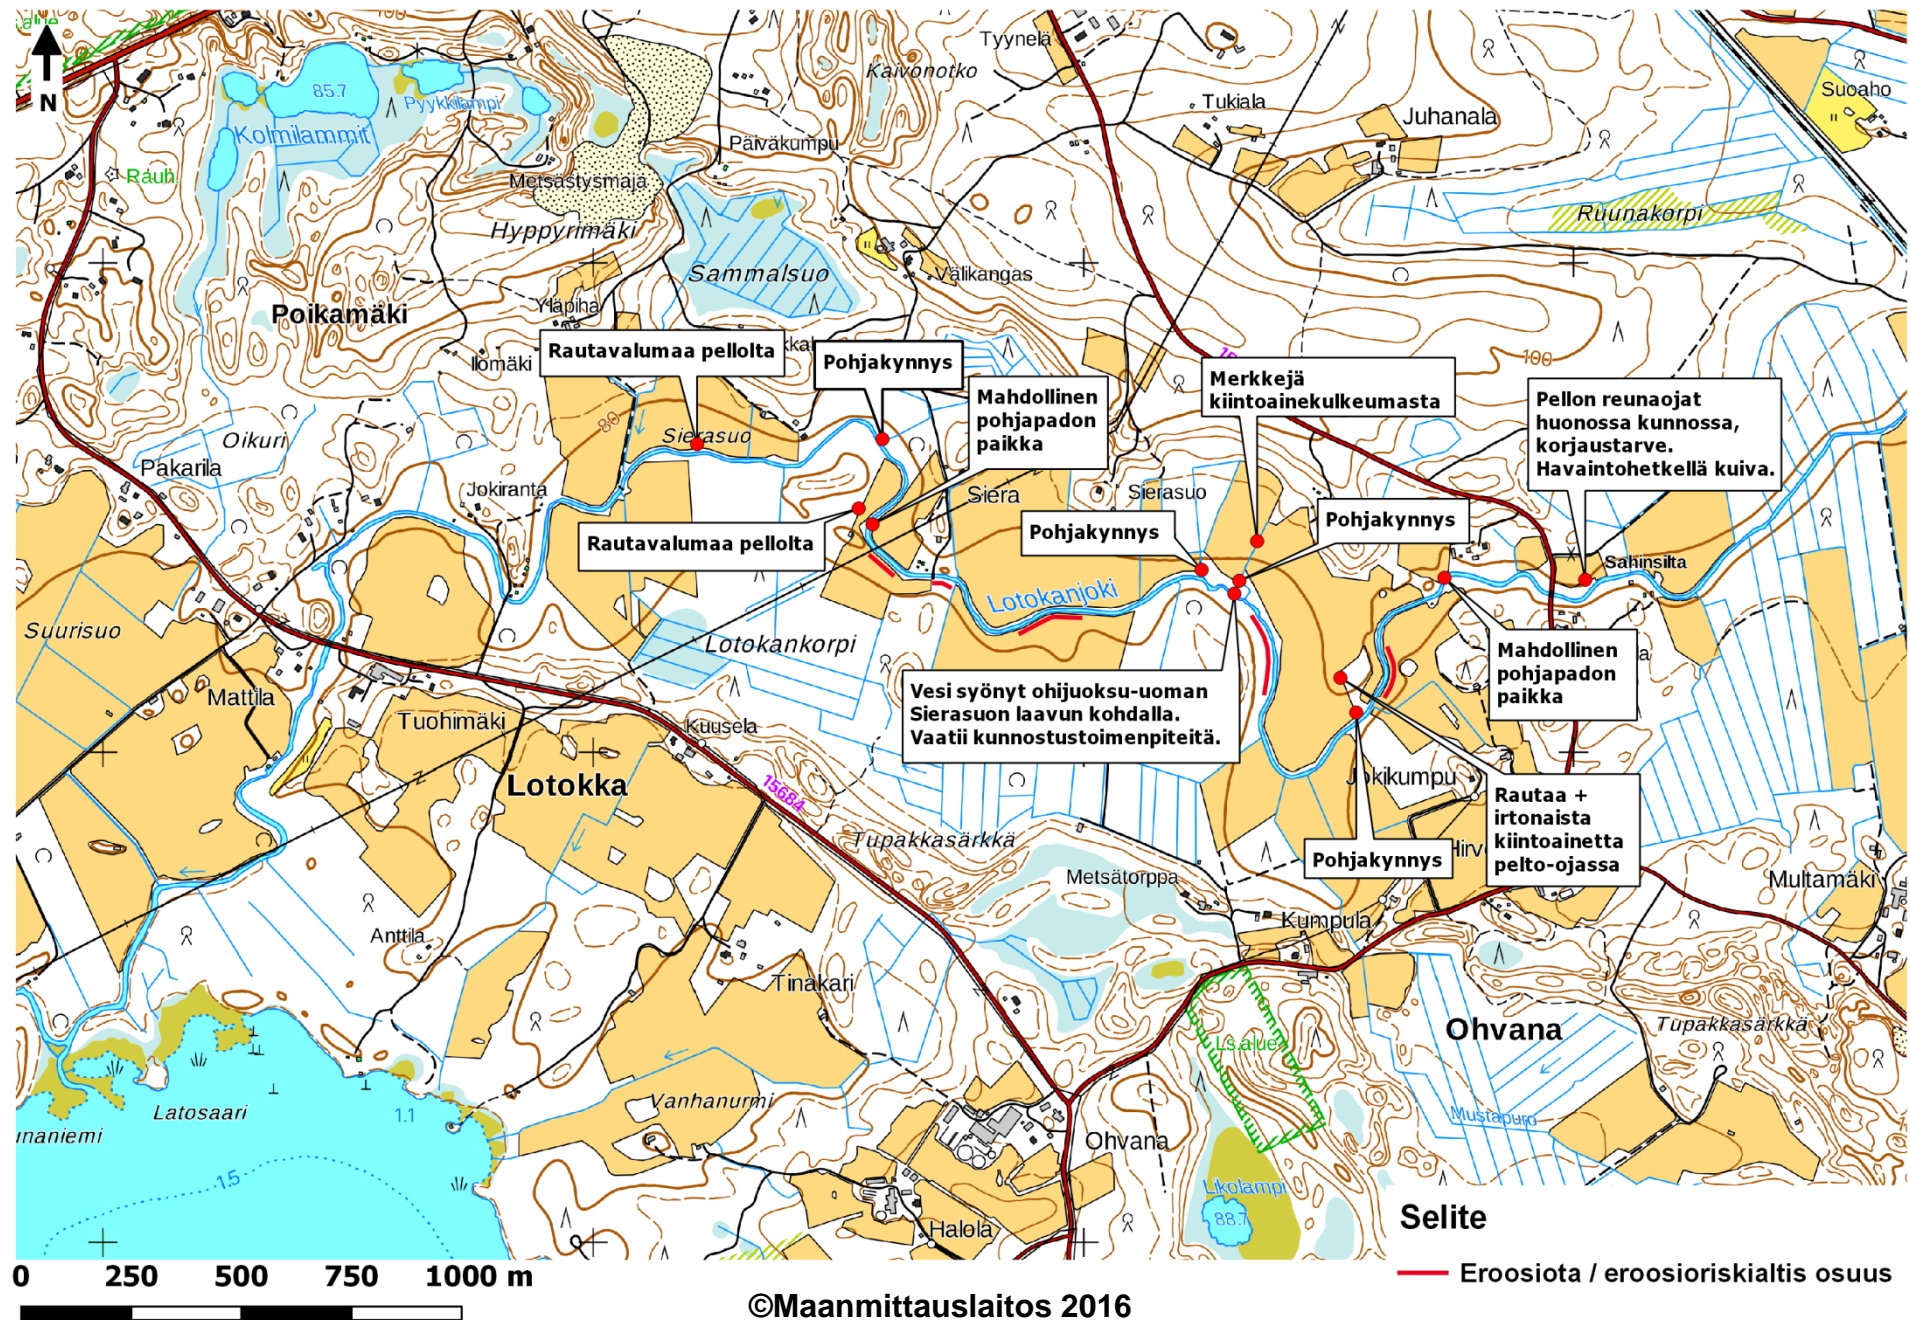 N
85.7
Pyykkilampi
Kolmilammit
Rauh.
Metsästysmaja
Hyppyrimäki
Poikamäki
Yläpiha
Ilomäki
Kaivonotko
Päiväkumpu
Sammalsuo
Välikangas
Tyynelä
Tukiala
Juhanala
Ruunakorpi
Suoaho
100
80
Rautavalumaa pellolta
Pohjakynnys
Mahdollinen
pohjapadon
paikka
Merkkejä
kiintoainekulkeumasta
Pellon reunaojat
huonossa kunnossa,
korjaustarve.
Havaintohetkellä kuiva.
Oikuri
Pakarila
Jokiranta
Sierasuo
Siera
Sierasuo
Rautavalumaa pellolta
Pohjakynnys
Pohjakynnys
Sahinsilta
Lotokanjoki
Suurisuo
Lotokankorpi
Mattila
Tuohimäki
Kuusela
Vesi syönyt ohijuoksu-uoman
Sierasuon laavun kohdalla.
Vaatii kunnostustoimenpiteitä.
Mahdollinen
pohjapadon
paikka
Lotokka
15684
Jokikumpu
Rautaa +
irtonaista
kiintoainetta
pelto-ojassa
Pohjakynnys
Tupakkasärkkä
Metsätorppa
Multamäki
Kumpula
Anttila
Tinakari
Ohvana
Tupakkasärkkä
Ls.alue
Latosaari
1.1
Vanhanurmi
Ohvana
Mustapuro
1.5
Likolampi
88.7
Halola
Selite
Eroosiota / eroosioriskialtis osuus
0 250 500 750 1000 m
©Maanmittauslaitos 2016